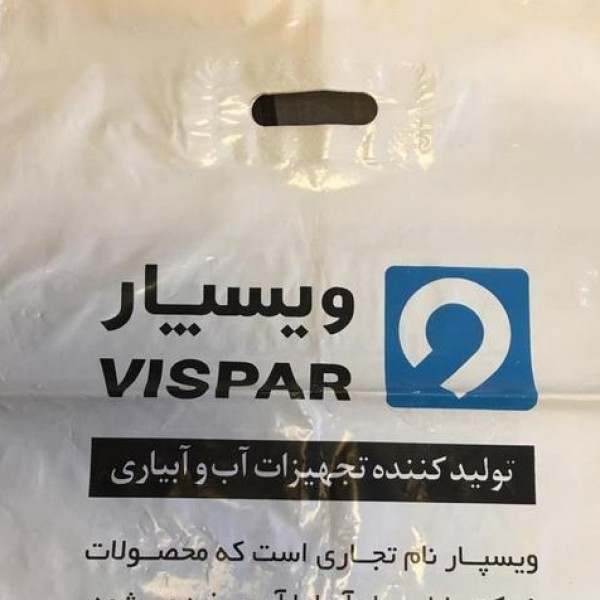 ویسپار
VISPAR
تولید کننده تجهیزات آب و آبیاری
ویسپار نام تجاری است که محصولات